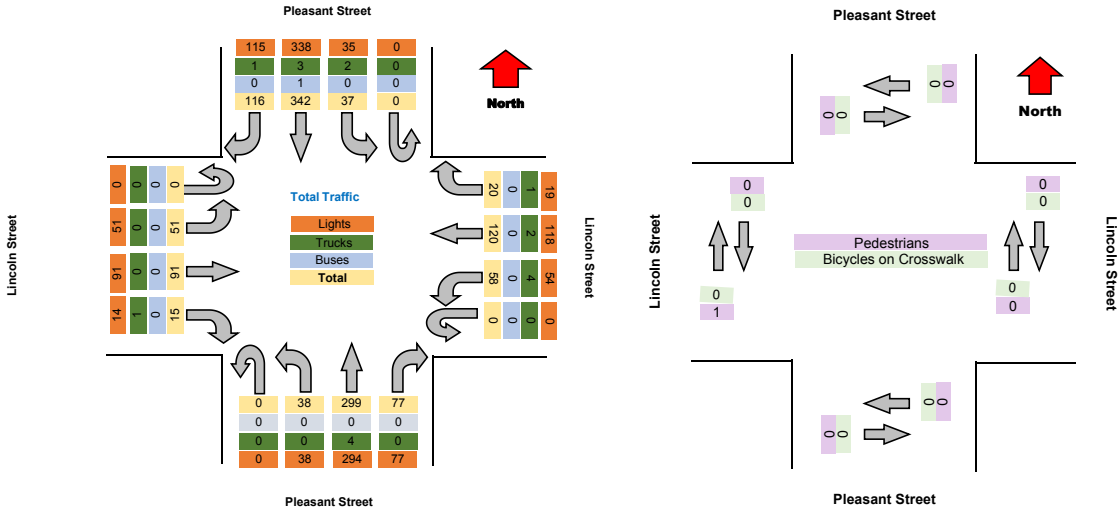 Pleasant Street
115 338 35 0
1 3 2 0
0 1 0 0
116 342 37 0
North
Lincoln Street
0 0 0 0
51 0 0 51
91 0 0 91
14 1 0 15
Total Traffic
Lights
Trucks
Buses
Total
20 0 1 19
120 0 2 118
58 0 4 54
0 0 0 0
Lincoln Street
0 38 299 77
0 0 0 0
0 0 4 0
0 38 294 77
Pleasant Street
Pleasant Street
0 0
0 0
North
Lincoln Street
0
0
0
1
Pedestrians
Bicycles on Crosswalk
0
0
0
0
Lincoln Street
0 0
0 0
Pleasant Street